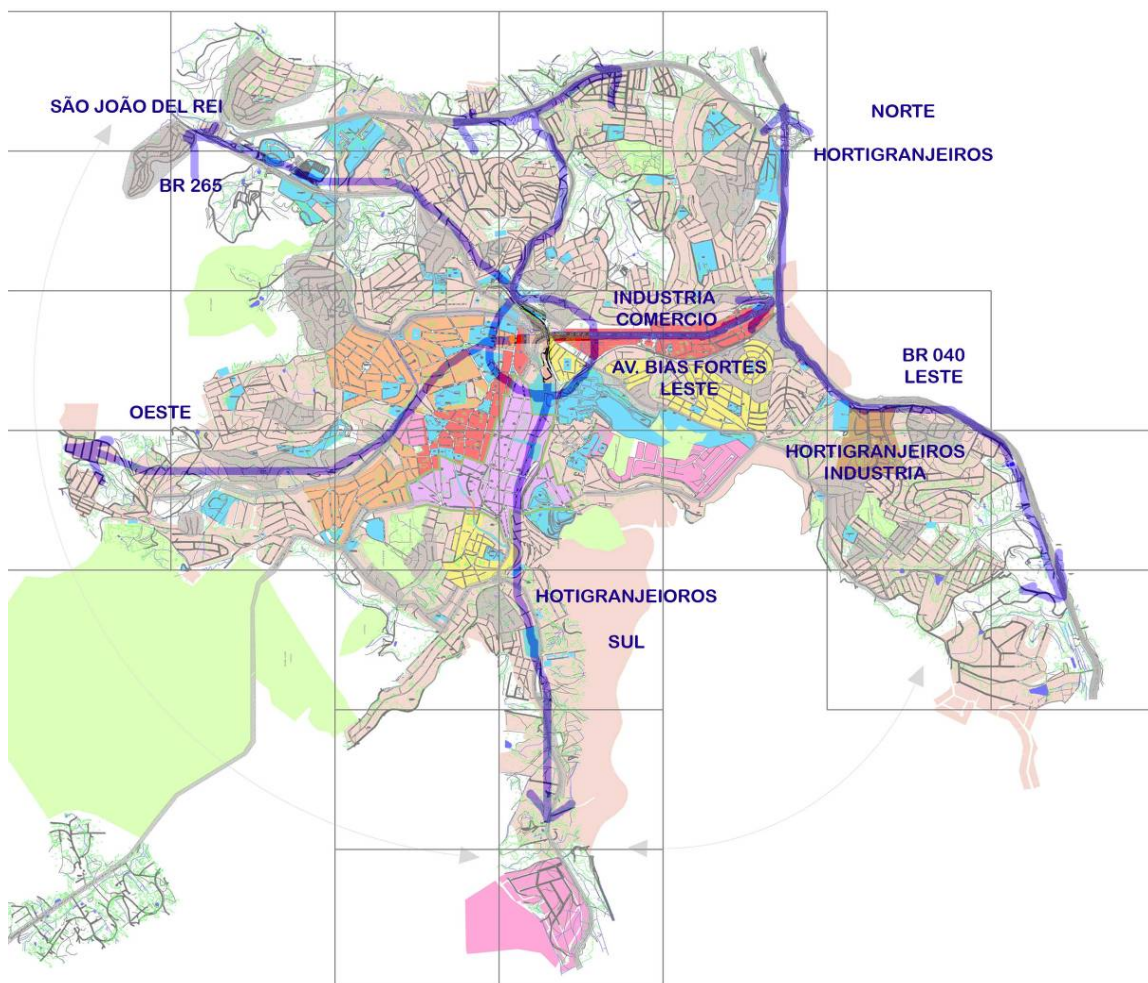 SÃO JOÃO DEL REI
BR 265
NORTE
HORTIGRANJEIROS
INDUSTRIA
COMERCIO
AV. BIAS FORTES
LESTE
BR 040
LESTE
OESTE
HORTIGRANJEIROS
INDUSTRIA
HOTIGRANJEIOROS
SUL